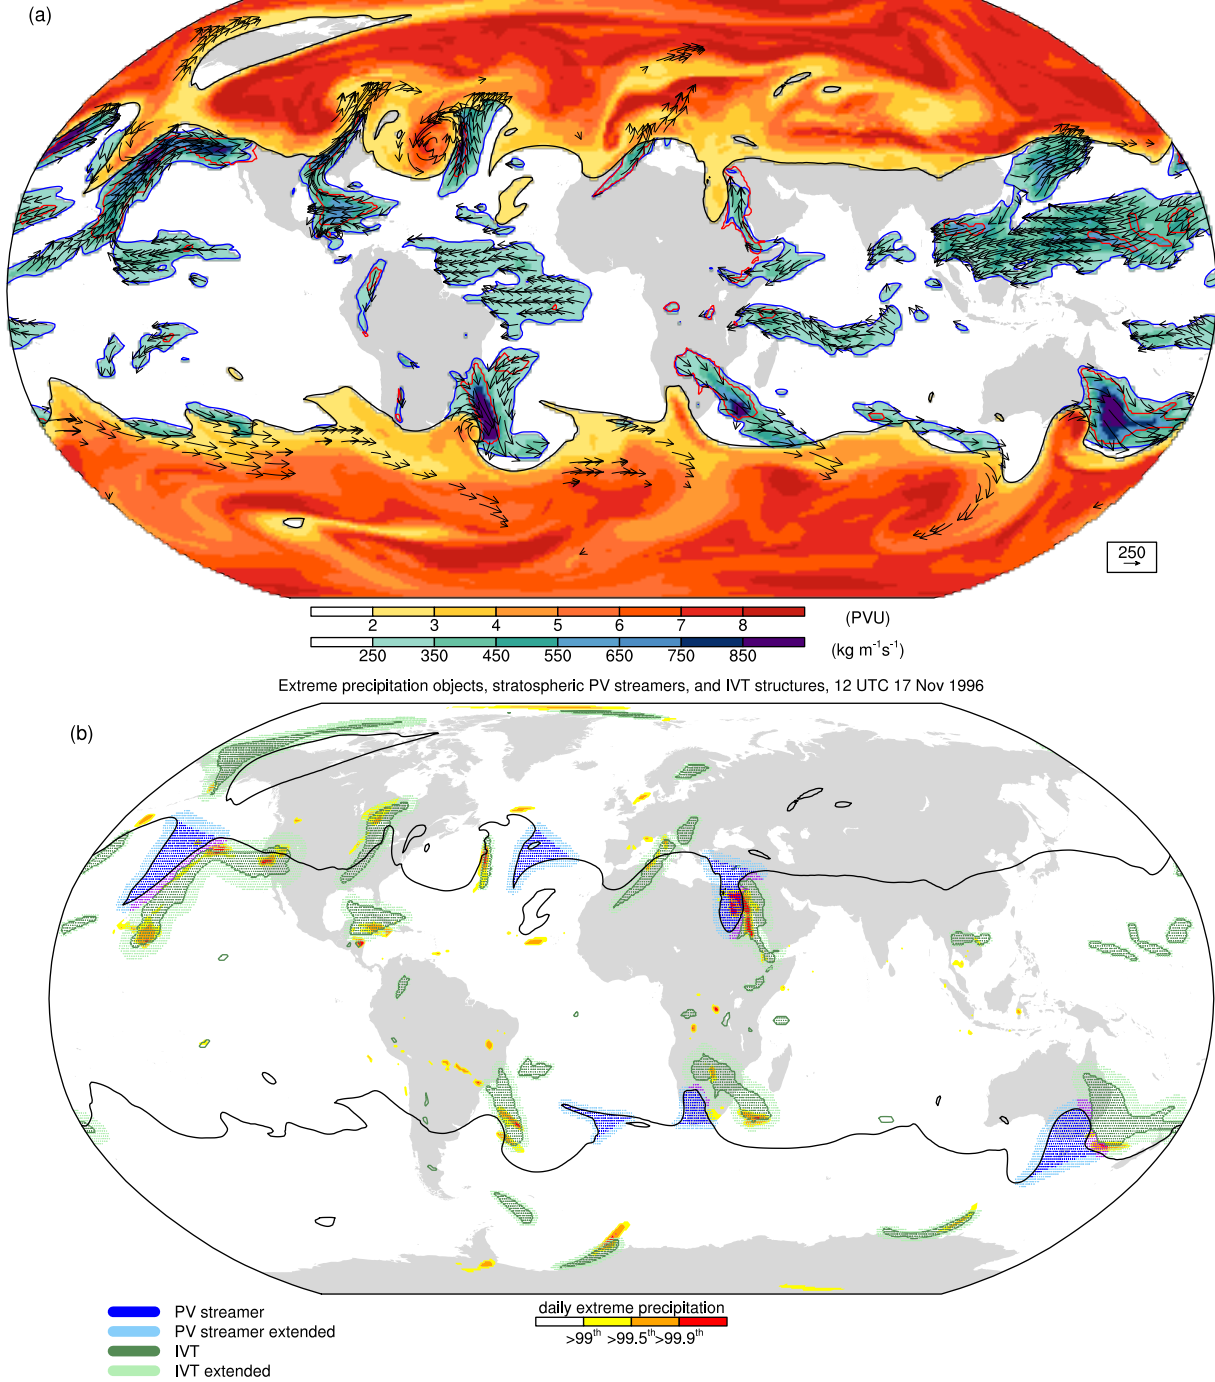 (a)
250
2 3 4 5 6 7 8 (PVU)
250 350 450 550 650 750 850 (kg m⁻¹s⁻¹)
Extreme precipitation objects, stratospheric PV streamers, and IVT structures, 12 UTC 17 Nov 1996
(b)
PV streamer
PV streamer extended
IVT
IVT extended
daily extreme precipitation
>99ᵗʰ >99.5ᵗʰ >99.9ᵗʰ